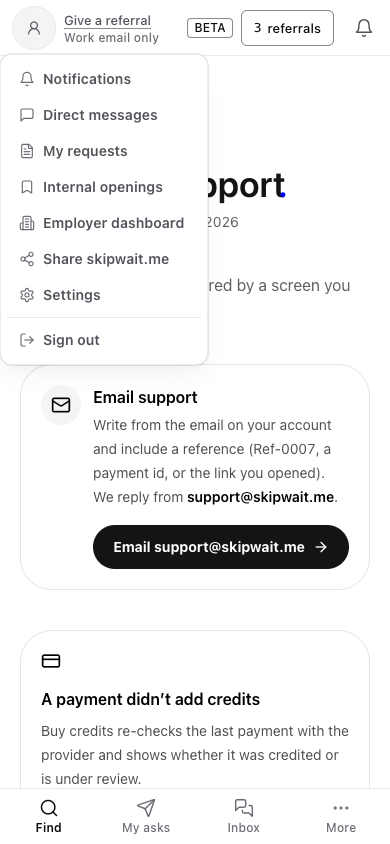 Give a referral
Work email only
BETA
3 referrals
Notifications
Direct messages
My requests
Internal openings
Employer dashboard
Share skipwait.me
Settings
Sign out
pport.
2026
red by a screen you
Email support
Write from the email on your account
and include a reference (Ref-0007, a
payment id, or the link you opened).
We reply from support@skipwait.me.
Email support@skipwait.me
A payment didn’t add credits
Buy credits re-checks the last payment with the
provider and shows whether it was credited or
is under review.
Find
My asks
Inbox
More